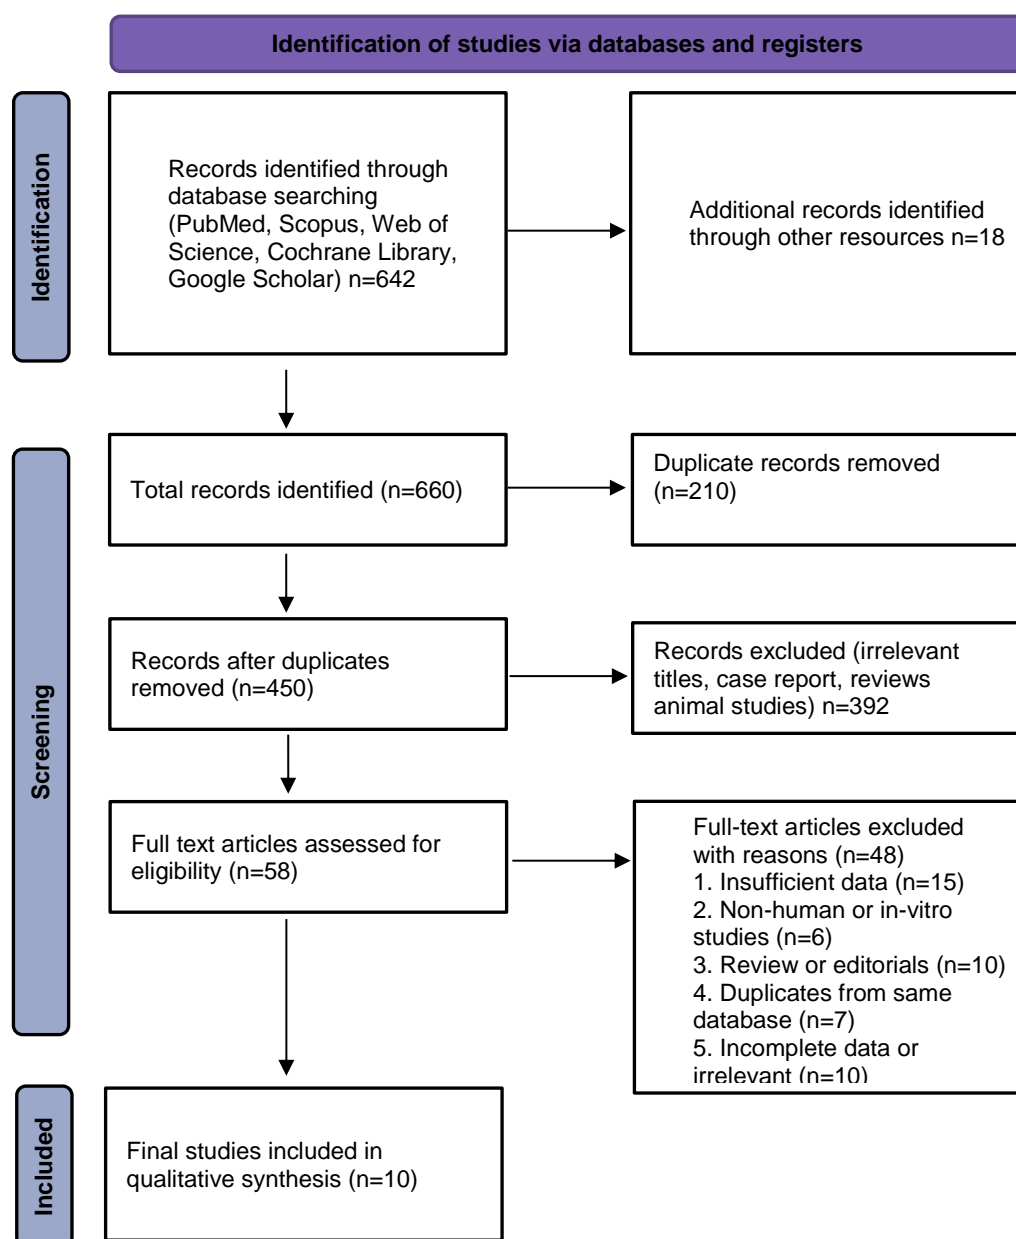 Identification of studies via databases and registers
Identification
Records identified through
database searching
(PubMed, Scopus, Web of
Science, Cochrane Library,
Google Scholar) n=642
Additional records identified
through other resources n=18
Screening
Total records identified (n=660)
Duplicate records removed
(n=210)
Records after duplicates
removed (n=450)
Records excluded (irrelevant
titles, case report, reviews
animal studies) n=392
Full text articles assessed for
eligibility (n=58)
Full-text articles excluded
with reasons (n=48)
1. Insufficient data (n=15)
2. Non-human or in-vitro
studies (n=6)
3. Review or editorials (n=10)
4. Duplicates from same
database (n=7)
5. Incomplete data or
irrelevant (n=10)
Included
Final studies included in
qualitative synthesis (n=10)